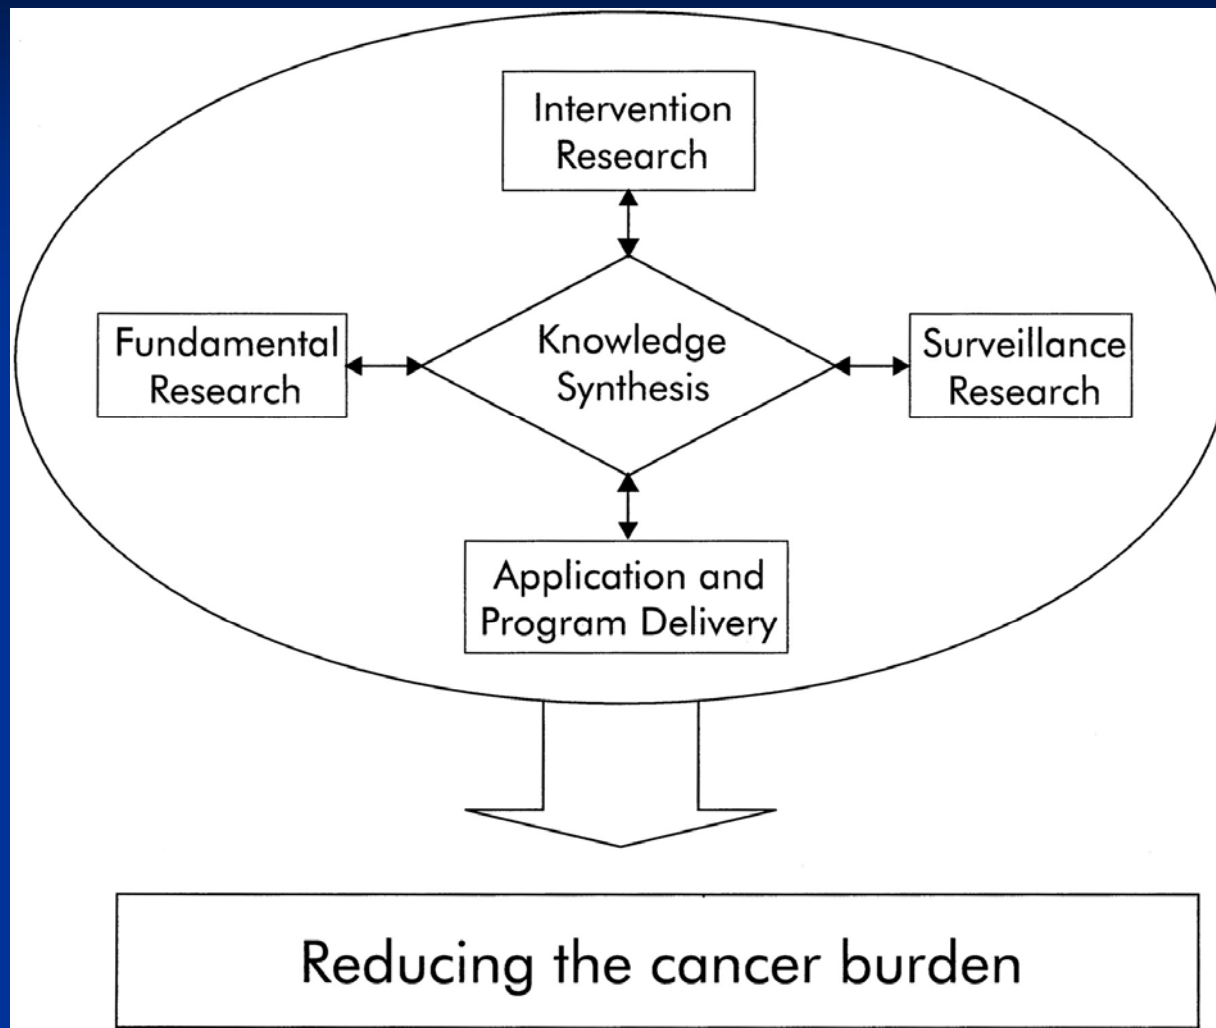 Intervention
Research
Fundamental
Research
Knowledge
Synthesis
Surveillance
Research
Application and
Program Delivery
Reducing the cancer burden